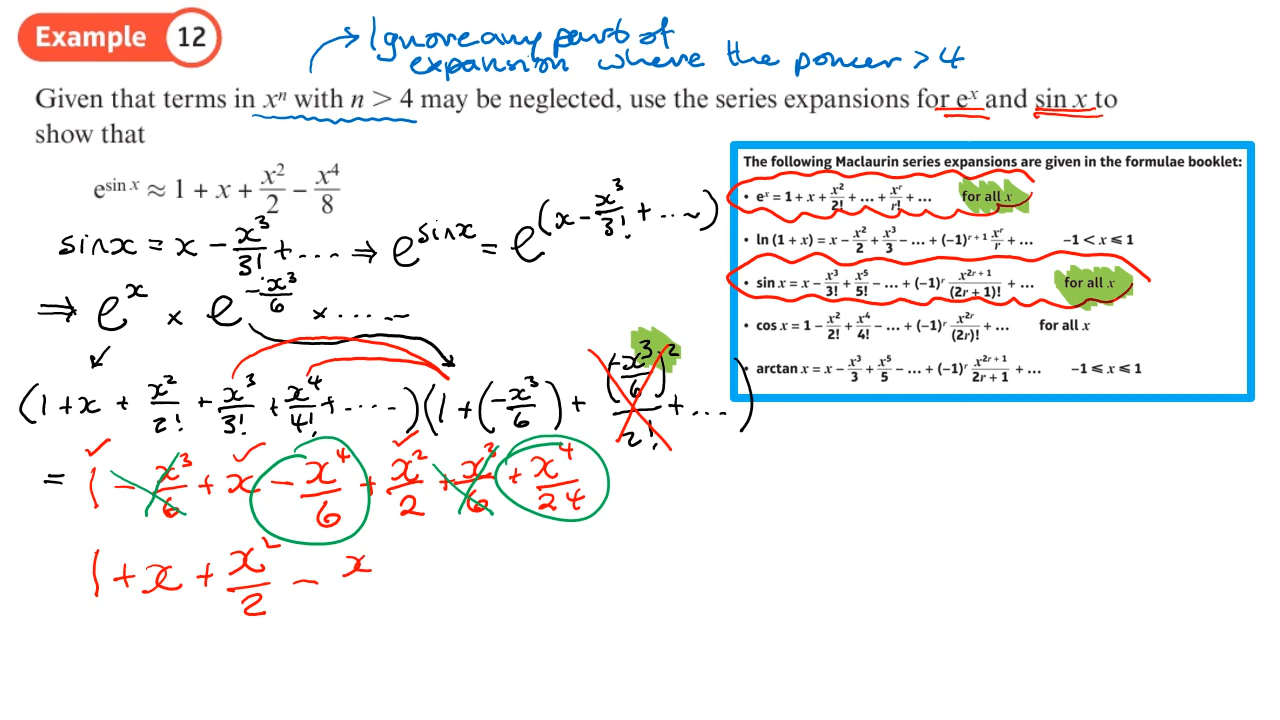 Example 12
→ Ignore any part of
expansion where the power > 4
Given that terms in xⁿ with n > 4 may be neglected, use the series expansions for eˣ and sin x to
show that
e^(sin x) ≈ 1 + x + x²/2 − x⁴/8
The following Maclaurin series expansions are given in the formulae booklet:
• eˣ = 1 + x + x²/2! + ... + xʳ/r! + ... for all x
• ln (1 + x) = x − x²/2 + x³/3 − ... + (−1)^(r + 1) xʳ/r + ... −1 < x ⩽ 1
• sin x = x − x³/3! + x⁵/5! − ... + (−1)ʳ x^(2r + 1)/(2r + 1)! + ... for all x
• cos x = 1 − x²/2! + x⁴/4! − ... + (−1)ʳ x^(2r)/(2r)! + ... for all x
• arctan x = x − x³/3 + x⁵/5 − ... + (−1)ʳ x^(2r + 1)/(2r + 1) + ... −1 ⩽ x ⩽ 1
sinx = x − x³/3! + .... ⇒ e^(sinx) = e^(x − x³/3! + ....)
⇒ eˣ × e^(−x³/6) × .....
(1 + x + x²/2! + x³/3! + x⁴/4! + ....)(1 + (−x³/6) + (−x³/6)²/2! + ...)
= 1 − x³/6 + x − x⁴/6 + x²/2 + x³/6 + x⁴/24
1 + x + x²/2 − x